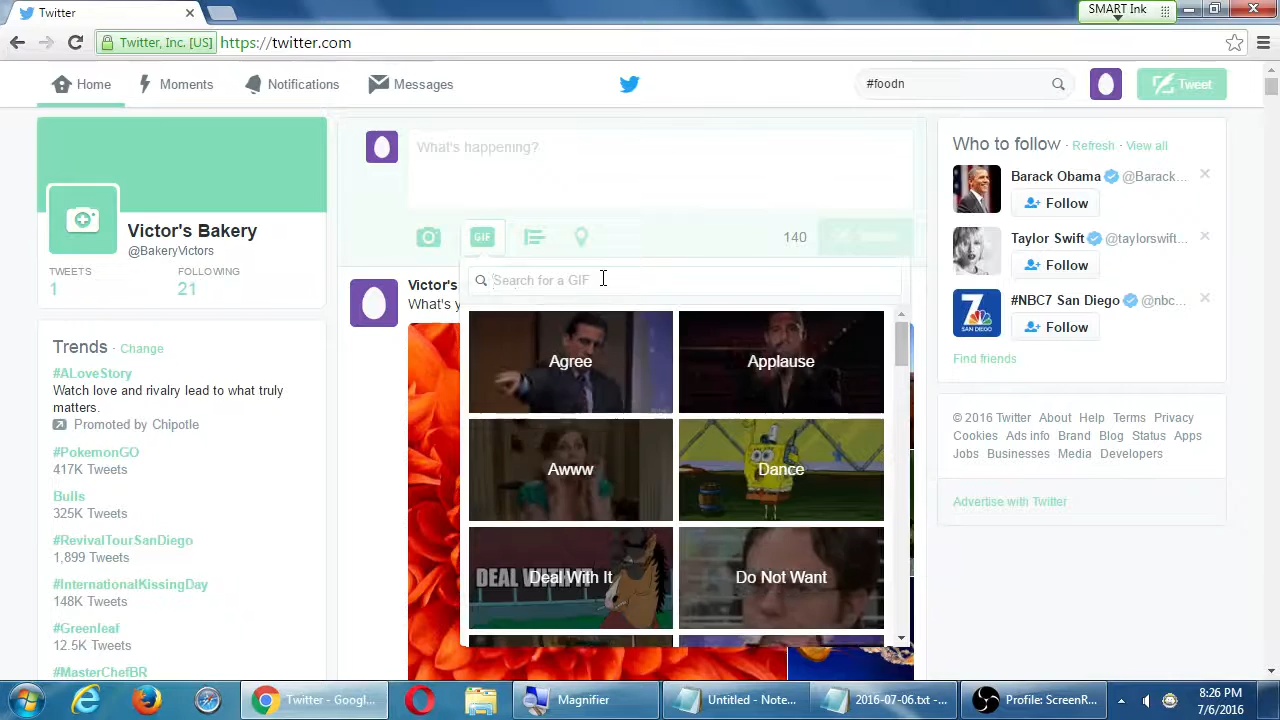 Twitter
SMART Ink
Twitter, Inc. [US]
https://twitter.com
Home
Moments
Notifications
Messages
#foodn
Tweet
Victor's Bakery
@BakeryVictors
TWEETS
FOLLOWING
1
21
Trends · Change
#ALoveStory
Watch love and rivalry lead to what truly
matters.
Promoted by Chipotle
#PokemonGO
417K Tweets
Bulls
325K Tweets
#RevivalTourSanDiego
1,899 Tweets
#InternationalKissingDay
148K Tweets
#Greenleaf
12.5K Tweets
#MasterChefBR
What's happening?
GIF
140
Victor's
What's y
Search for a GIF
Agree
Applause
Awww
Dance
DEAL WITH IT
Deal With It
Do Not Want
Who to follow · Refresh · View all
Barack Obama @Barack...
Follow
Taylor Swift @taylorswift...
Follow
7
SAN DIEGO
#NBC7 San Diego @nbc...
Follow
Find friends
© 2016 Twitter About Help Terms Privacy
Cookies Ads info Brand Blog Status Apps
Jobs Businesses Media Developers
Advertise with Twitter
Twitter - Googl...
Magnifier
Untitled - Note...
2016-07-06.txt -...
Profile: ScreenR...
8:26 PM
7/6/2016